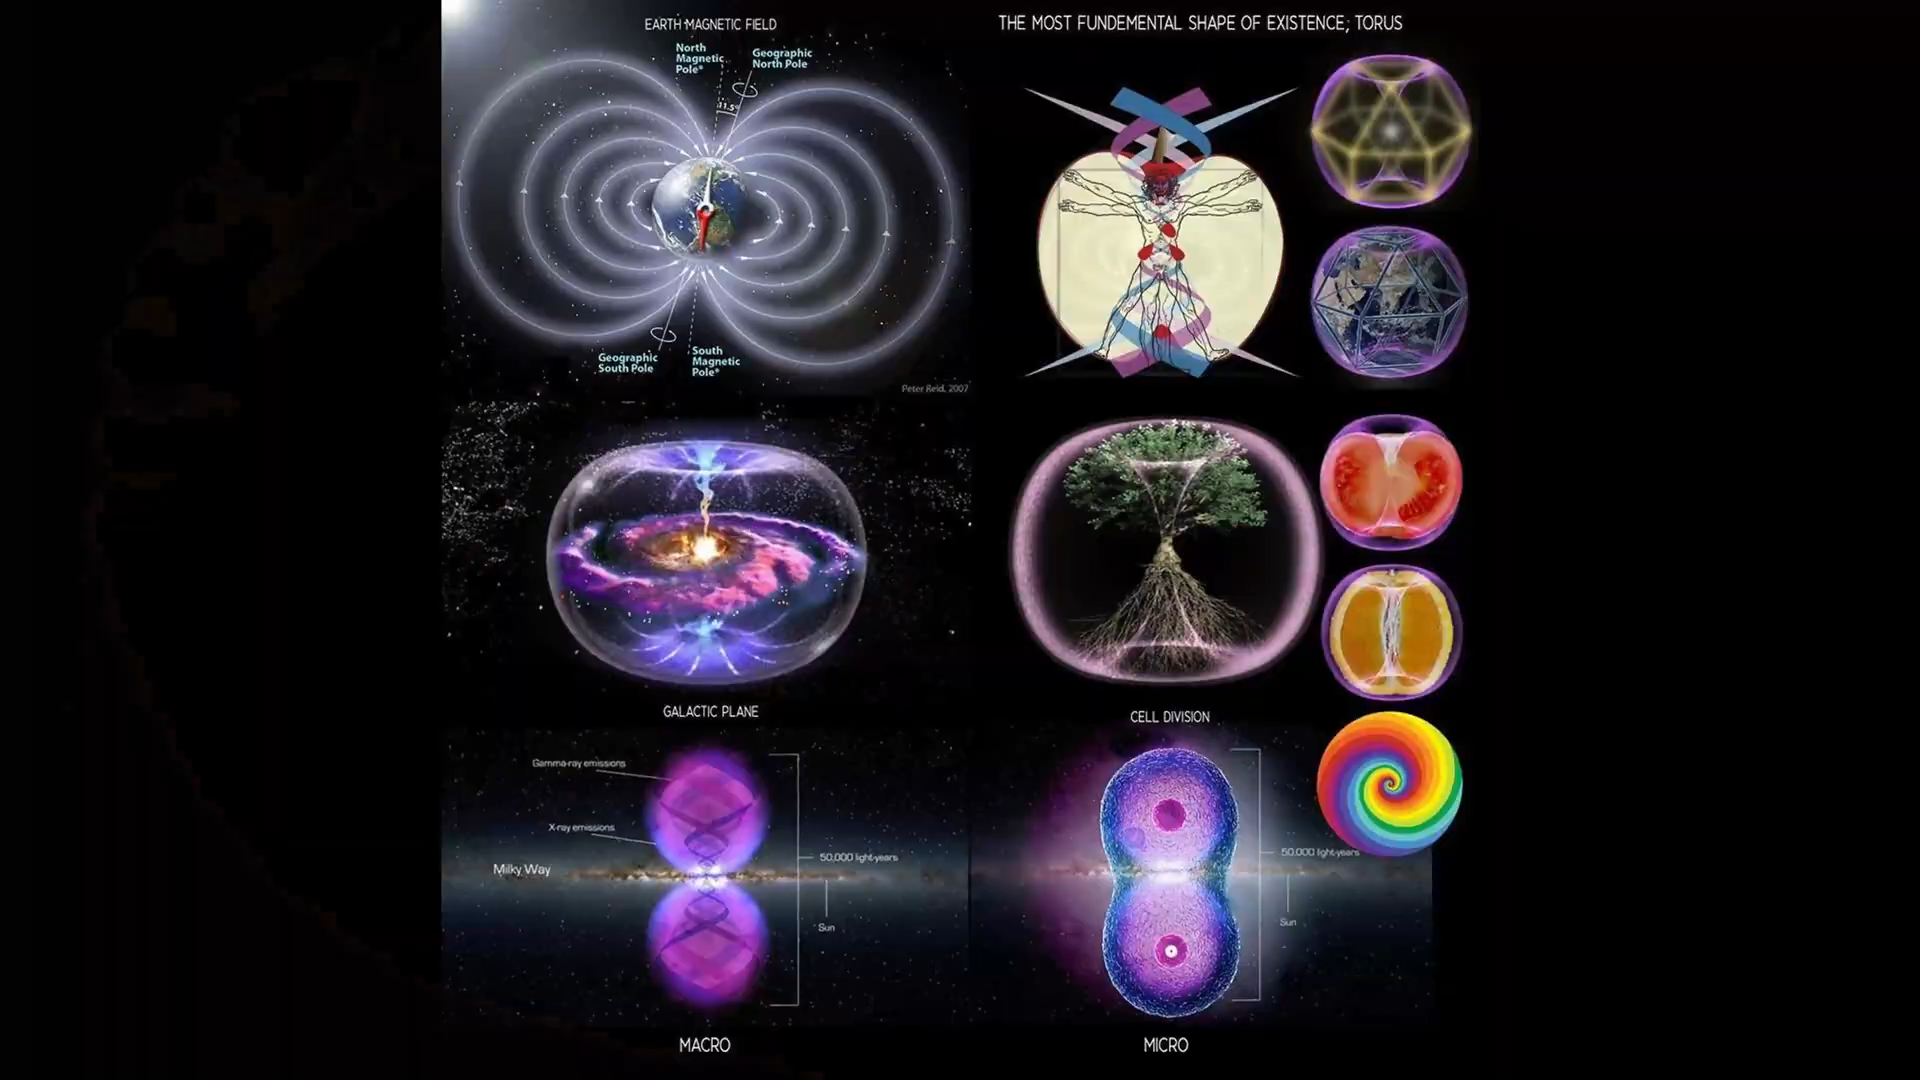 EARTH MAGNETIC FIELD
THE MOST FUNDEMENTAL SHAPE OF EXISTENCE; TORUS
North
Magnetic
Pole*
Geographic
North Pole
11.5°
Geographic
South Pole
South
Magnetic
Pole*
Peter Reid, 2007
GALACTIC PLANE
CELL DIVISION
Gamma-ray emissions
X-ray emissions
Milky Way
50,000 light-years
Sun
50,000 light-years
Sun
MACRO
MICRO